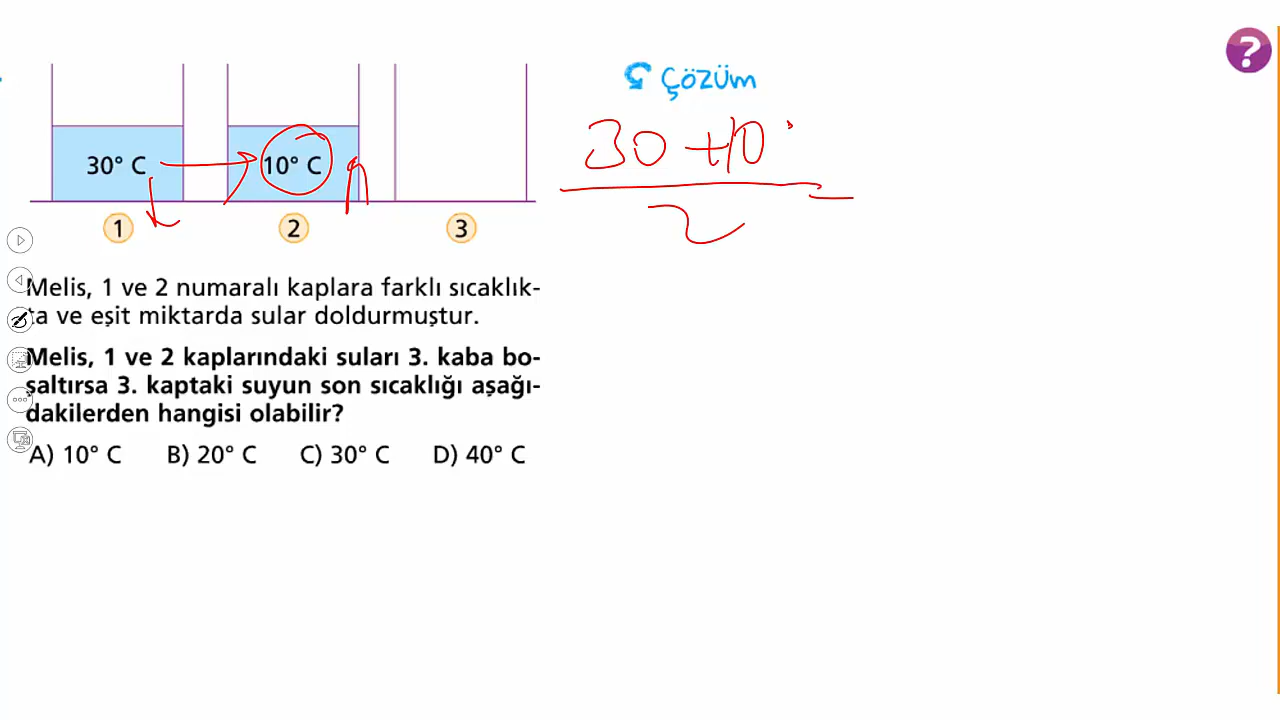 30° C
10° C
1
2
3
Melis, 1 ve 2 numaralı kaplara farklı sıcaklık-
ta ve eşit miktarda sular doldurmuştur.
Melis, 1 ve 2 kaplarındaki suları 3. kaba bo-
şaltırsa 3. kaptaki suyun son sıcaklığı aşağı-
dakilerden hangisi olabilir?
A) 10° C B) 20° C C) 30° C D) 40° C
?
Çözüm
30 + 10
2
=